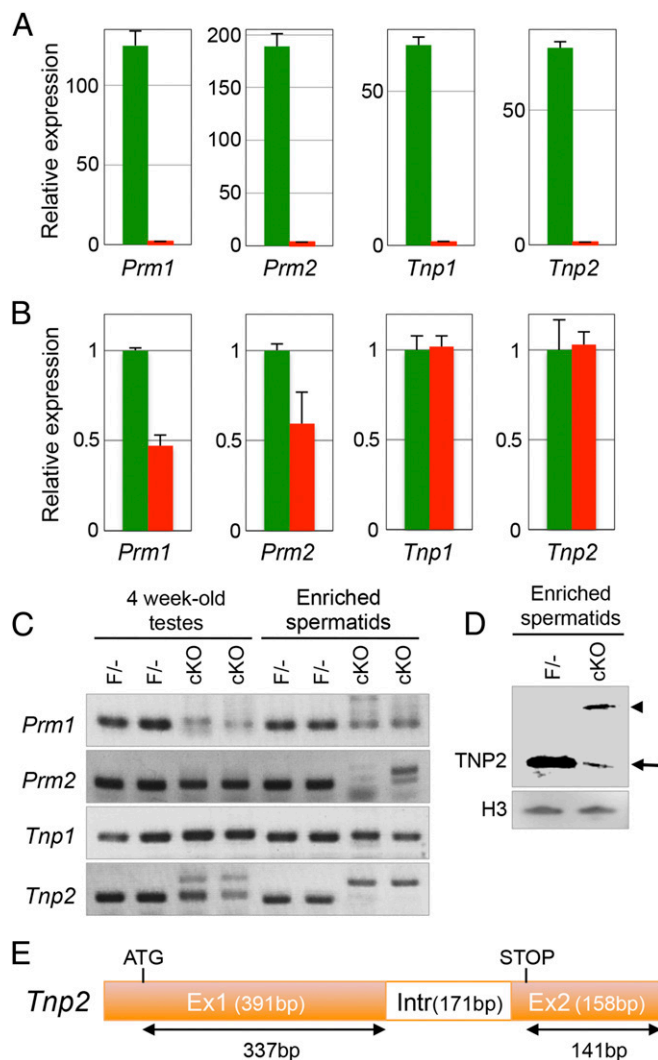 A
Relative expression
100
50
0
Prm1
200
150
100
50
0
Prm2
50
0
Tnp1
50
0
Tnp2
B
Relative expression
1
0.5
0
Prm1
1
0.5
0
Prm2
1
0.5
0
Tnp1
1
0.5
0
Tnp2
C
4 week-old
testes
Enriched
spermatids
F/- F/- cKO cKO F/- F/- cKO cKO
Prm1
Prm2
Tnp1
Tnp2
D
Enriched
spermatids
F/- cKO
TNP2
H3
E
ATG STOP
Tnp2 Ex1 (391bp) Intr(171bp) Ex2 (158bp)
337bp 141bp